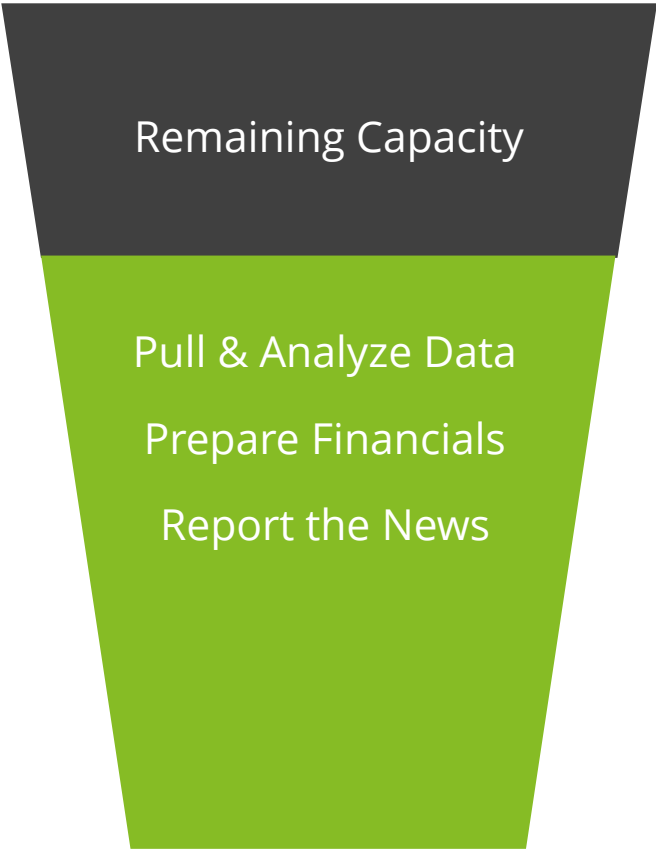 Remaining Capacity
Pull & Analyze Data
Prepare Financials
Report the News